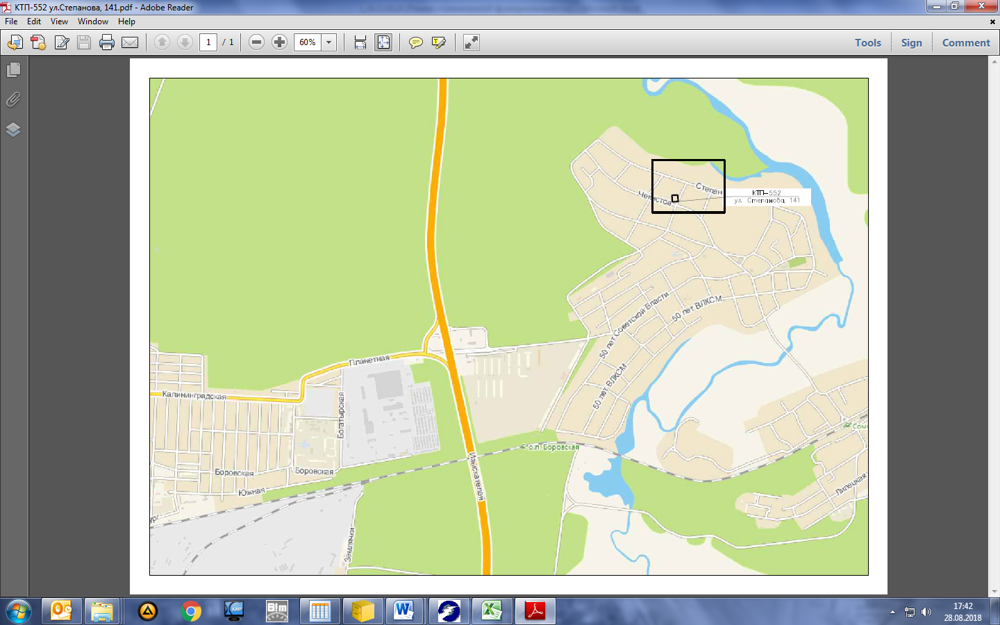 КТП-552 ул.Степанова, 141.pdf - Adobe Reader
File Edit View Window Help
1 / 1 60% Tools Sign Comment
Степан
Чекистов
КТП-552
ул. Степанова, 141
50 лет Советской Власти
50 лет ВЛКСМ
50 лет ВЛКСМ
Планетная
Калининградская
Богатырская
о.п Боровская
Изыскателей
Боровская
Боровская
Южная
Липецкая
Землячки
17:42
28.08.2018